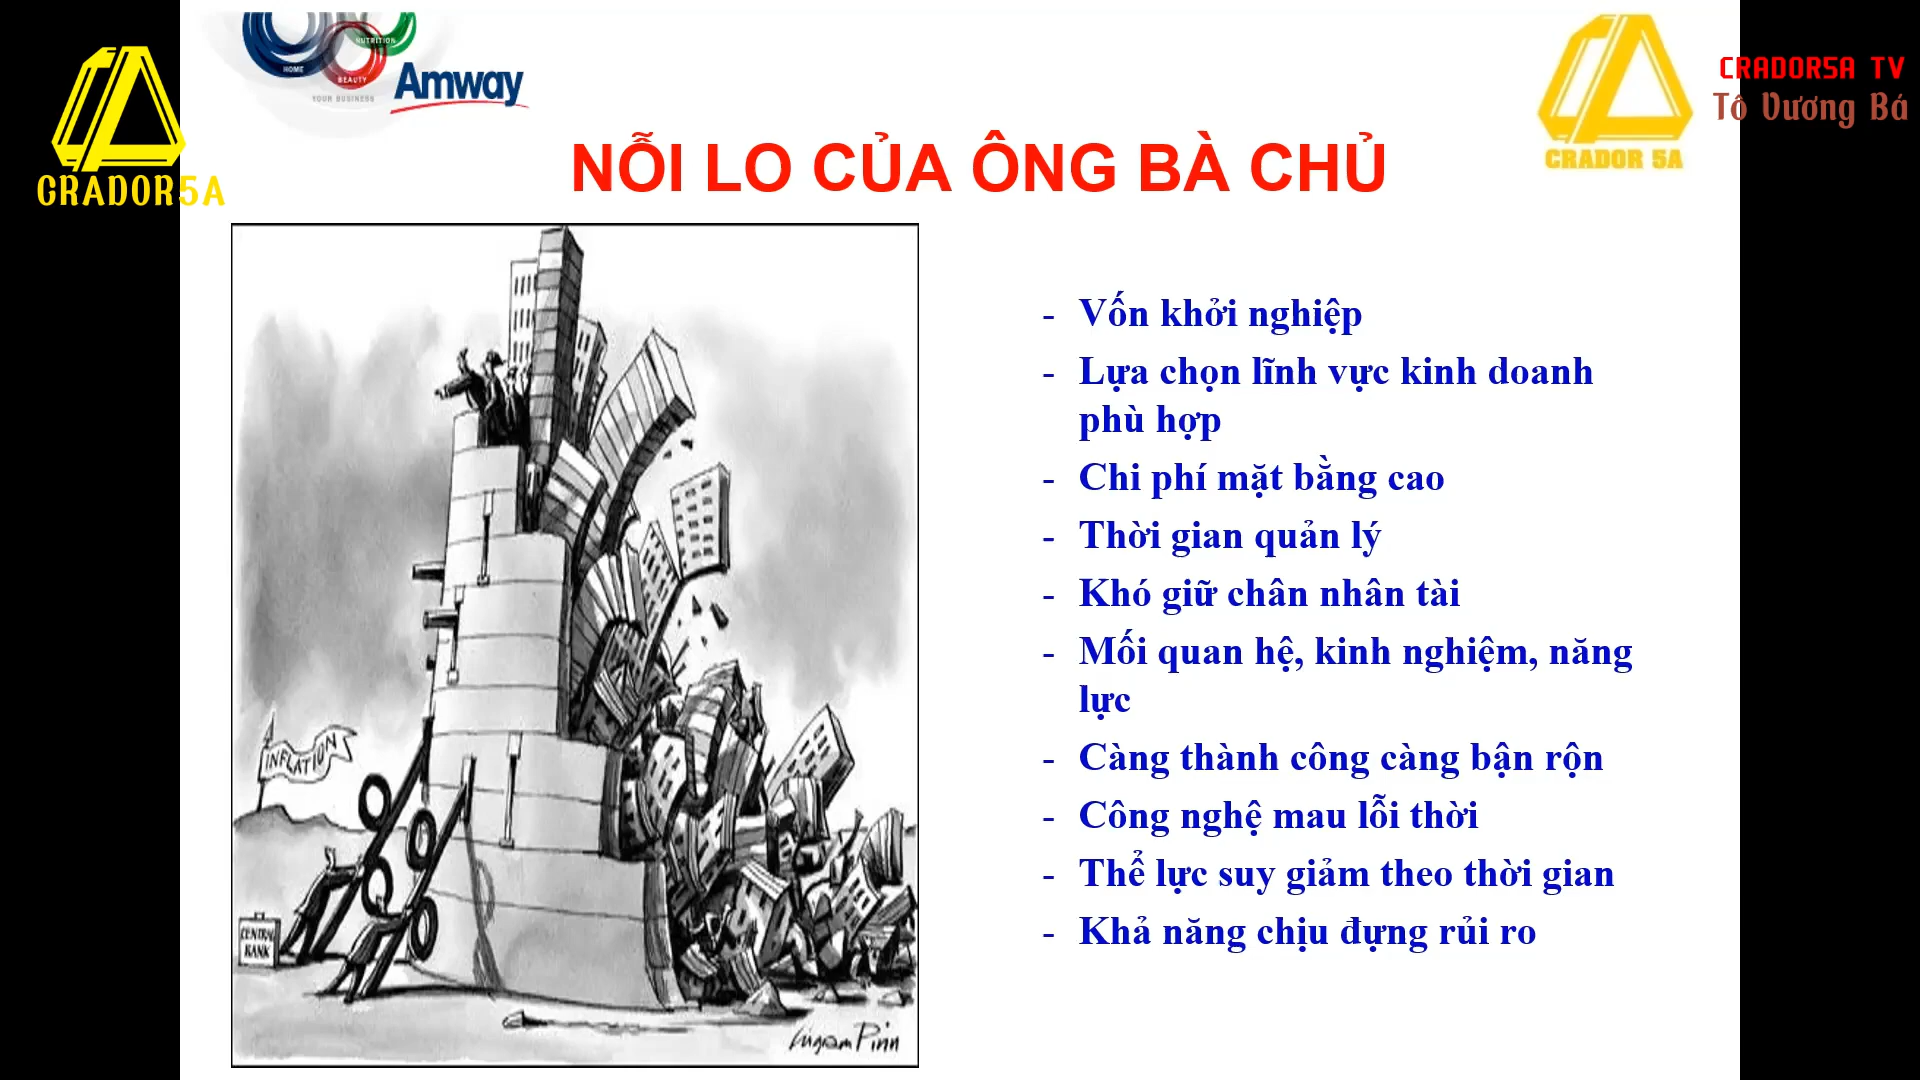 HOME
NUTRITION
BEAUTY
YOUR BUSINESS
Amway
CRADOR5A
CRADOR 5A
CRADOR5A TV
Tô Vương Bá
NỖI LO CỦA ÔNG BÀ CHỦ
INFLATION
CENTRAL
BANK
Ingram Pinn
- Vốn khởi nghiệp
- Lựa chọn lĩnh vực kinh doanh
phù hợp
- Chi phí mặt bằng cao
- Thời gian quản lý
- Khó giữ chân nhân tài
- Mối quan hệ, kinh nghiệm, năng
lực
- Càng thành công càng bận rộn
- Công nghệ mau lỗi thời
- Thể lực suy giảm theo thời gian
- Khả năng chịu đựng rủi ro